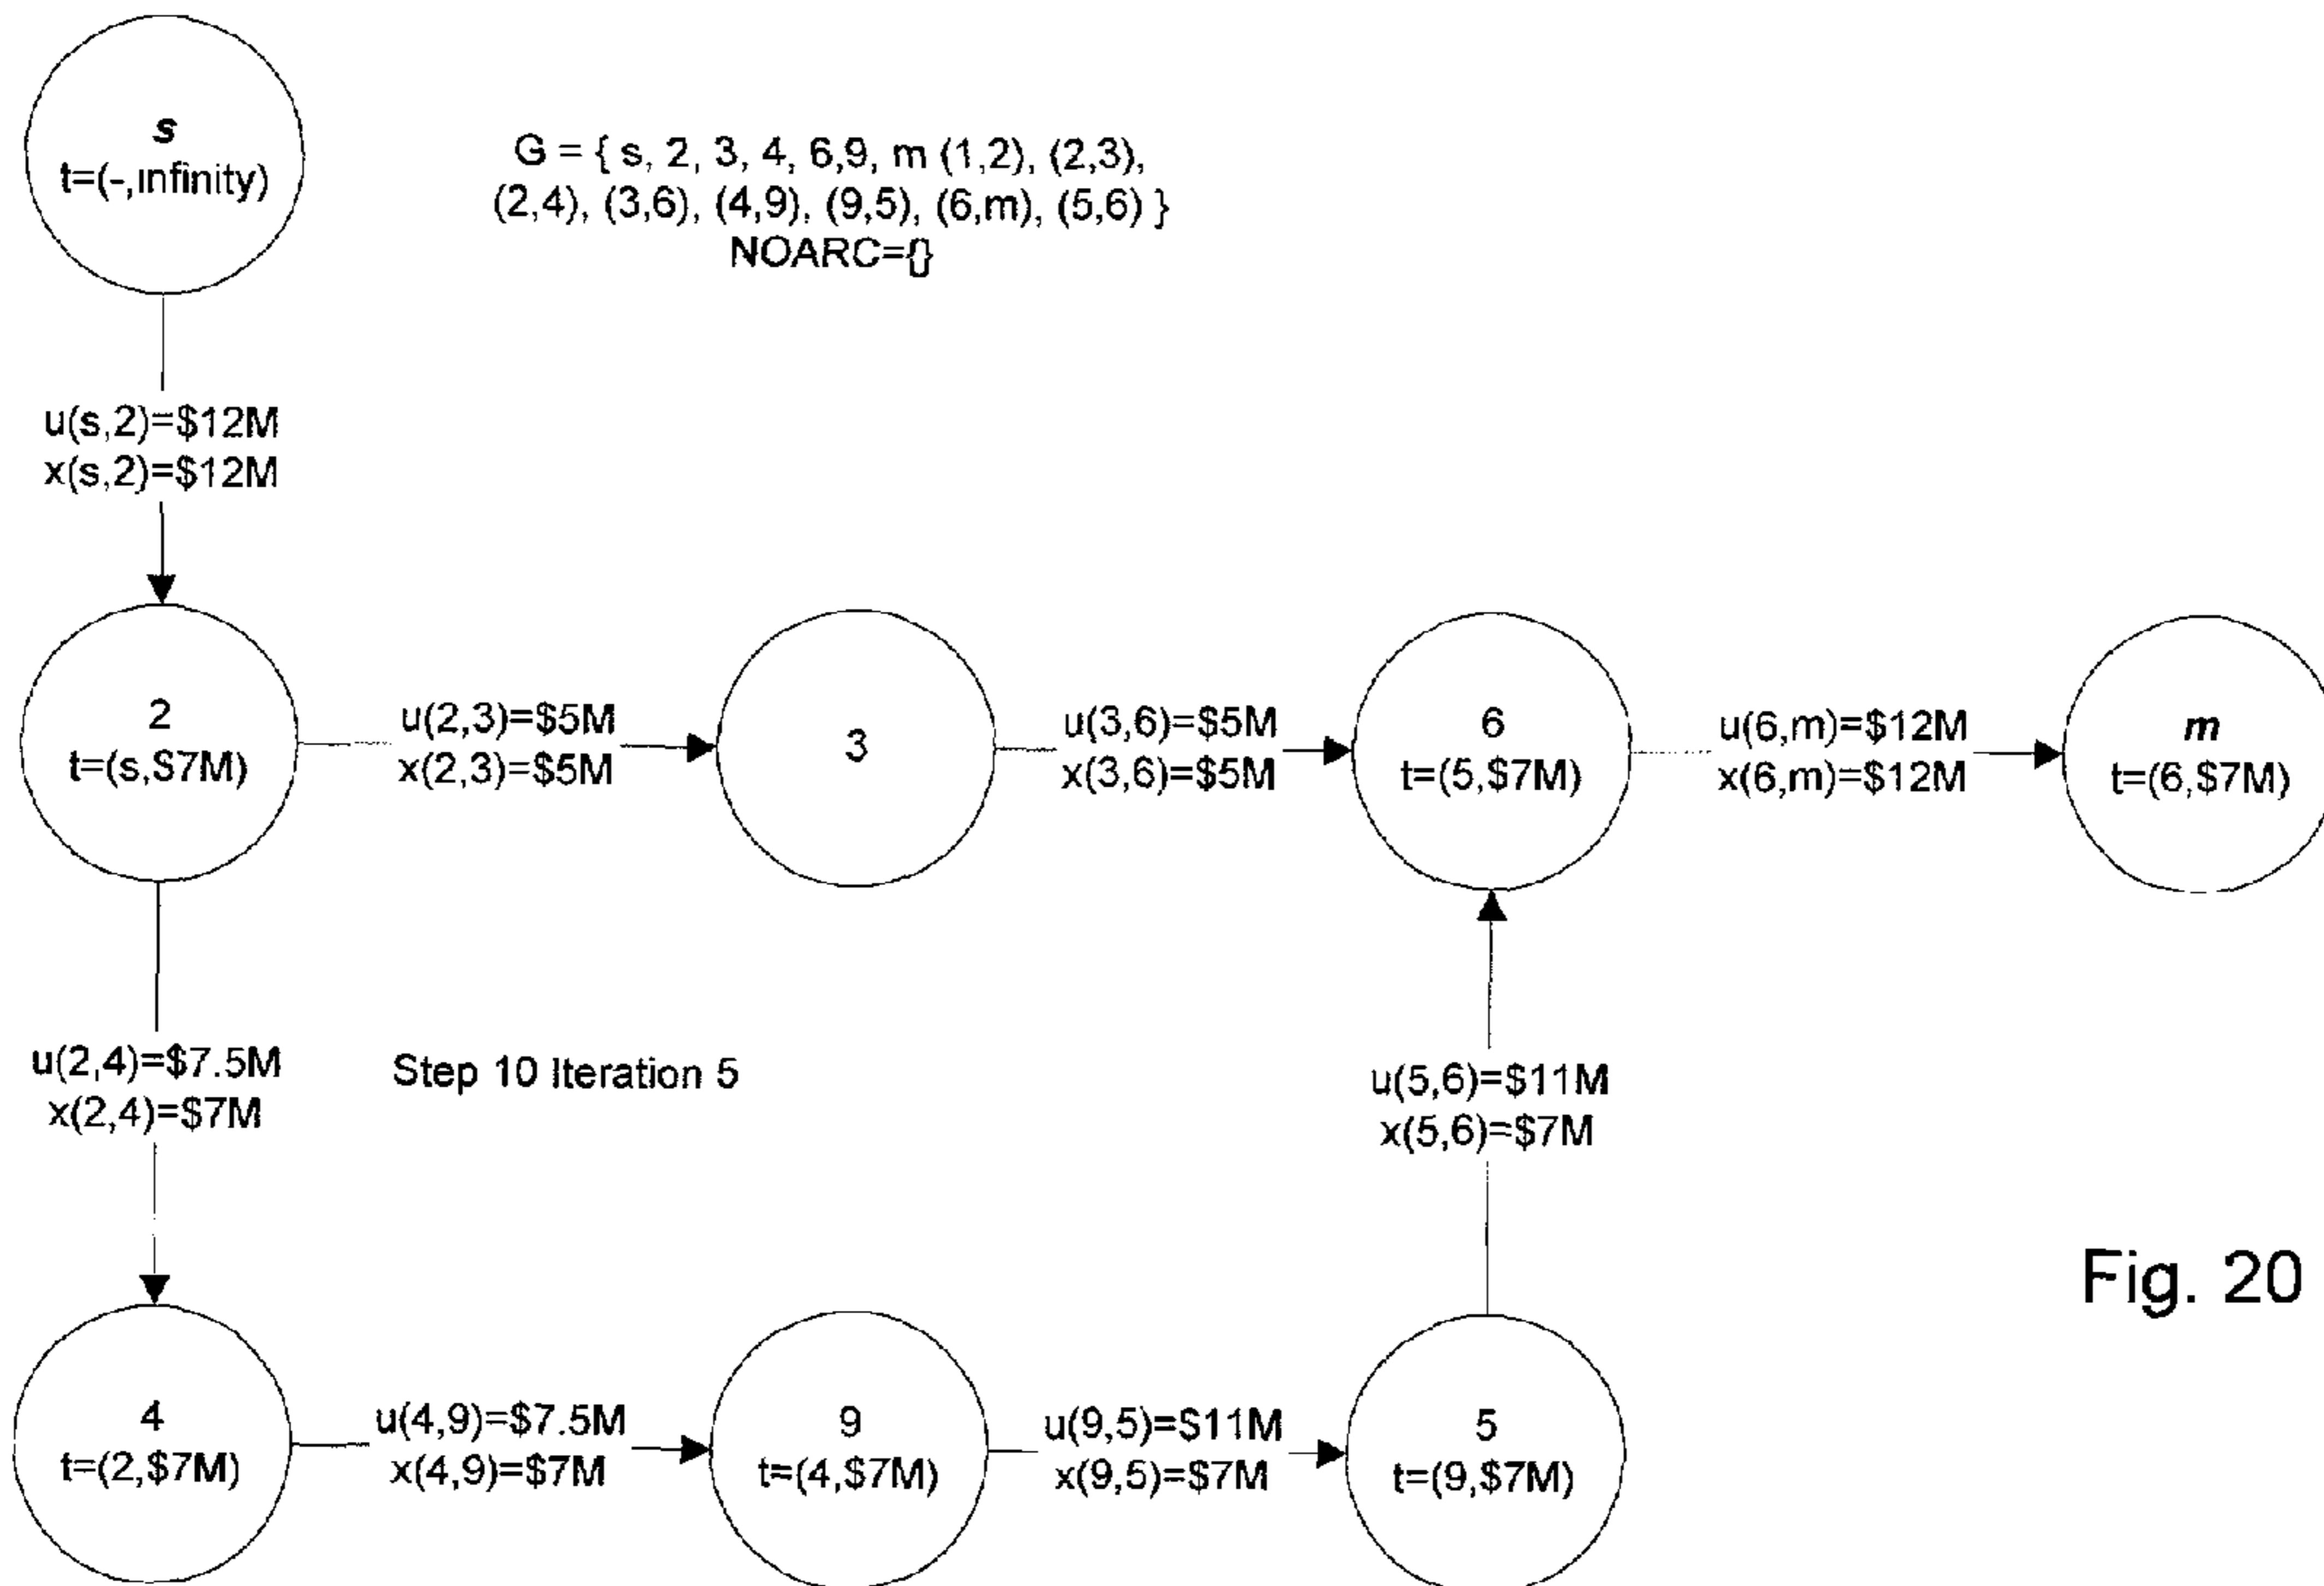 s
t=(-,infinity)
G = { s, 2, 3, 4, 6,9, m (1,2), (2,3),
(2,4), (3,6), (4,9), (9,5), (6,m), (5,6) }
NOARC={}
u(s,2)=$12M
x(s,2)=$12M
2
t=(s,$7M)
u(2,3)=$5M
x(2,3)=$5M
3
u(3,6)=$5M
x(3,6)=$5M
6
t=(5,$7M)
u(6,m)=$12M
x(6,m)=$12M
m
t=(6,$7M)
u(2,4)=$7.5M
x(2,4)=$7M
Step 10 Iteration 5
u(5,6)=$11M
x(5,6)=$7M
Fig. 20
4
t=(2,$7M)
u(4,9)=$7.5M
x(4,9)=$7M
9
t=(4,$7M)
u(9,5)=$11M
x(9,5)=$7M
5
t=(9,$7M)